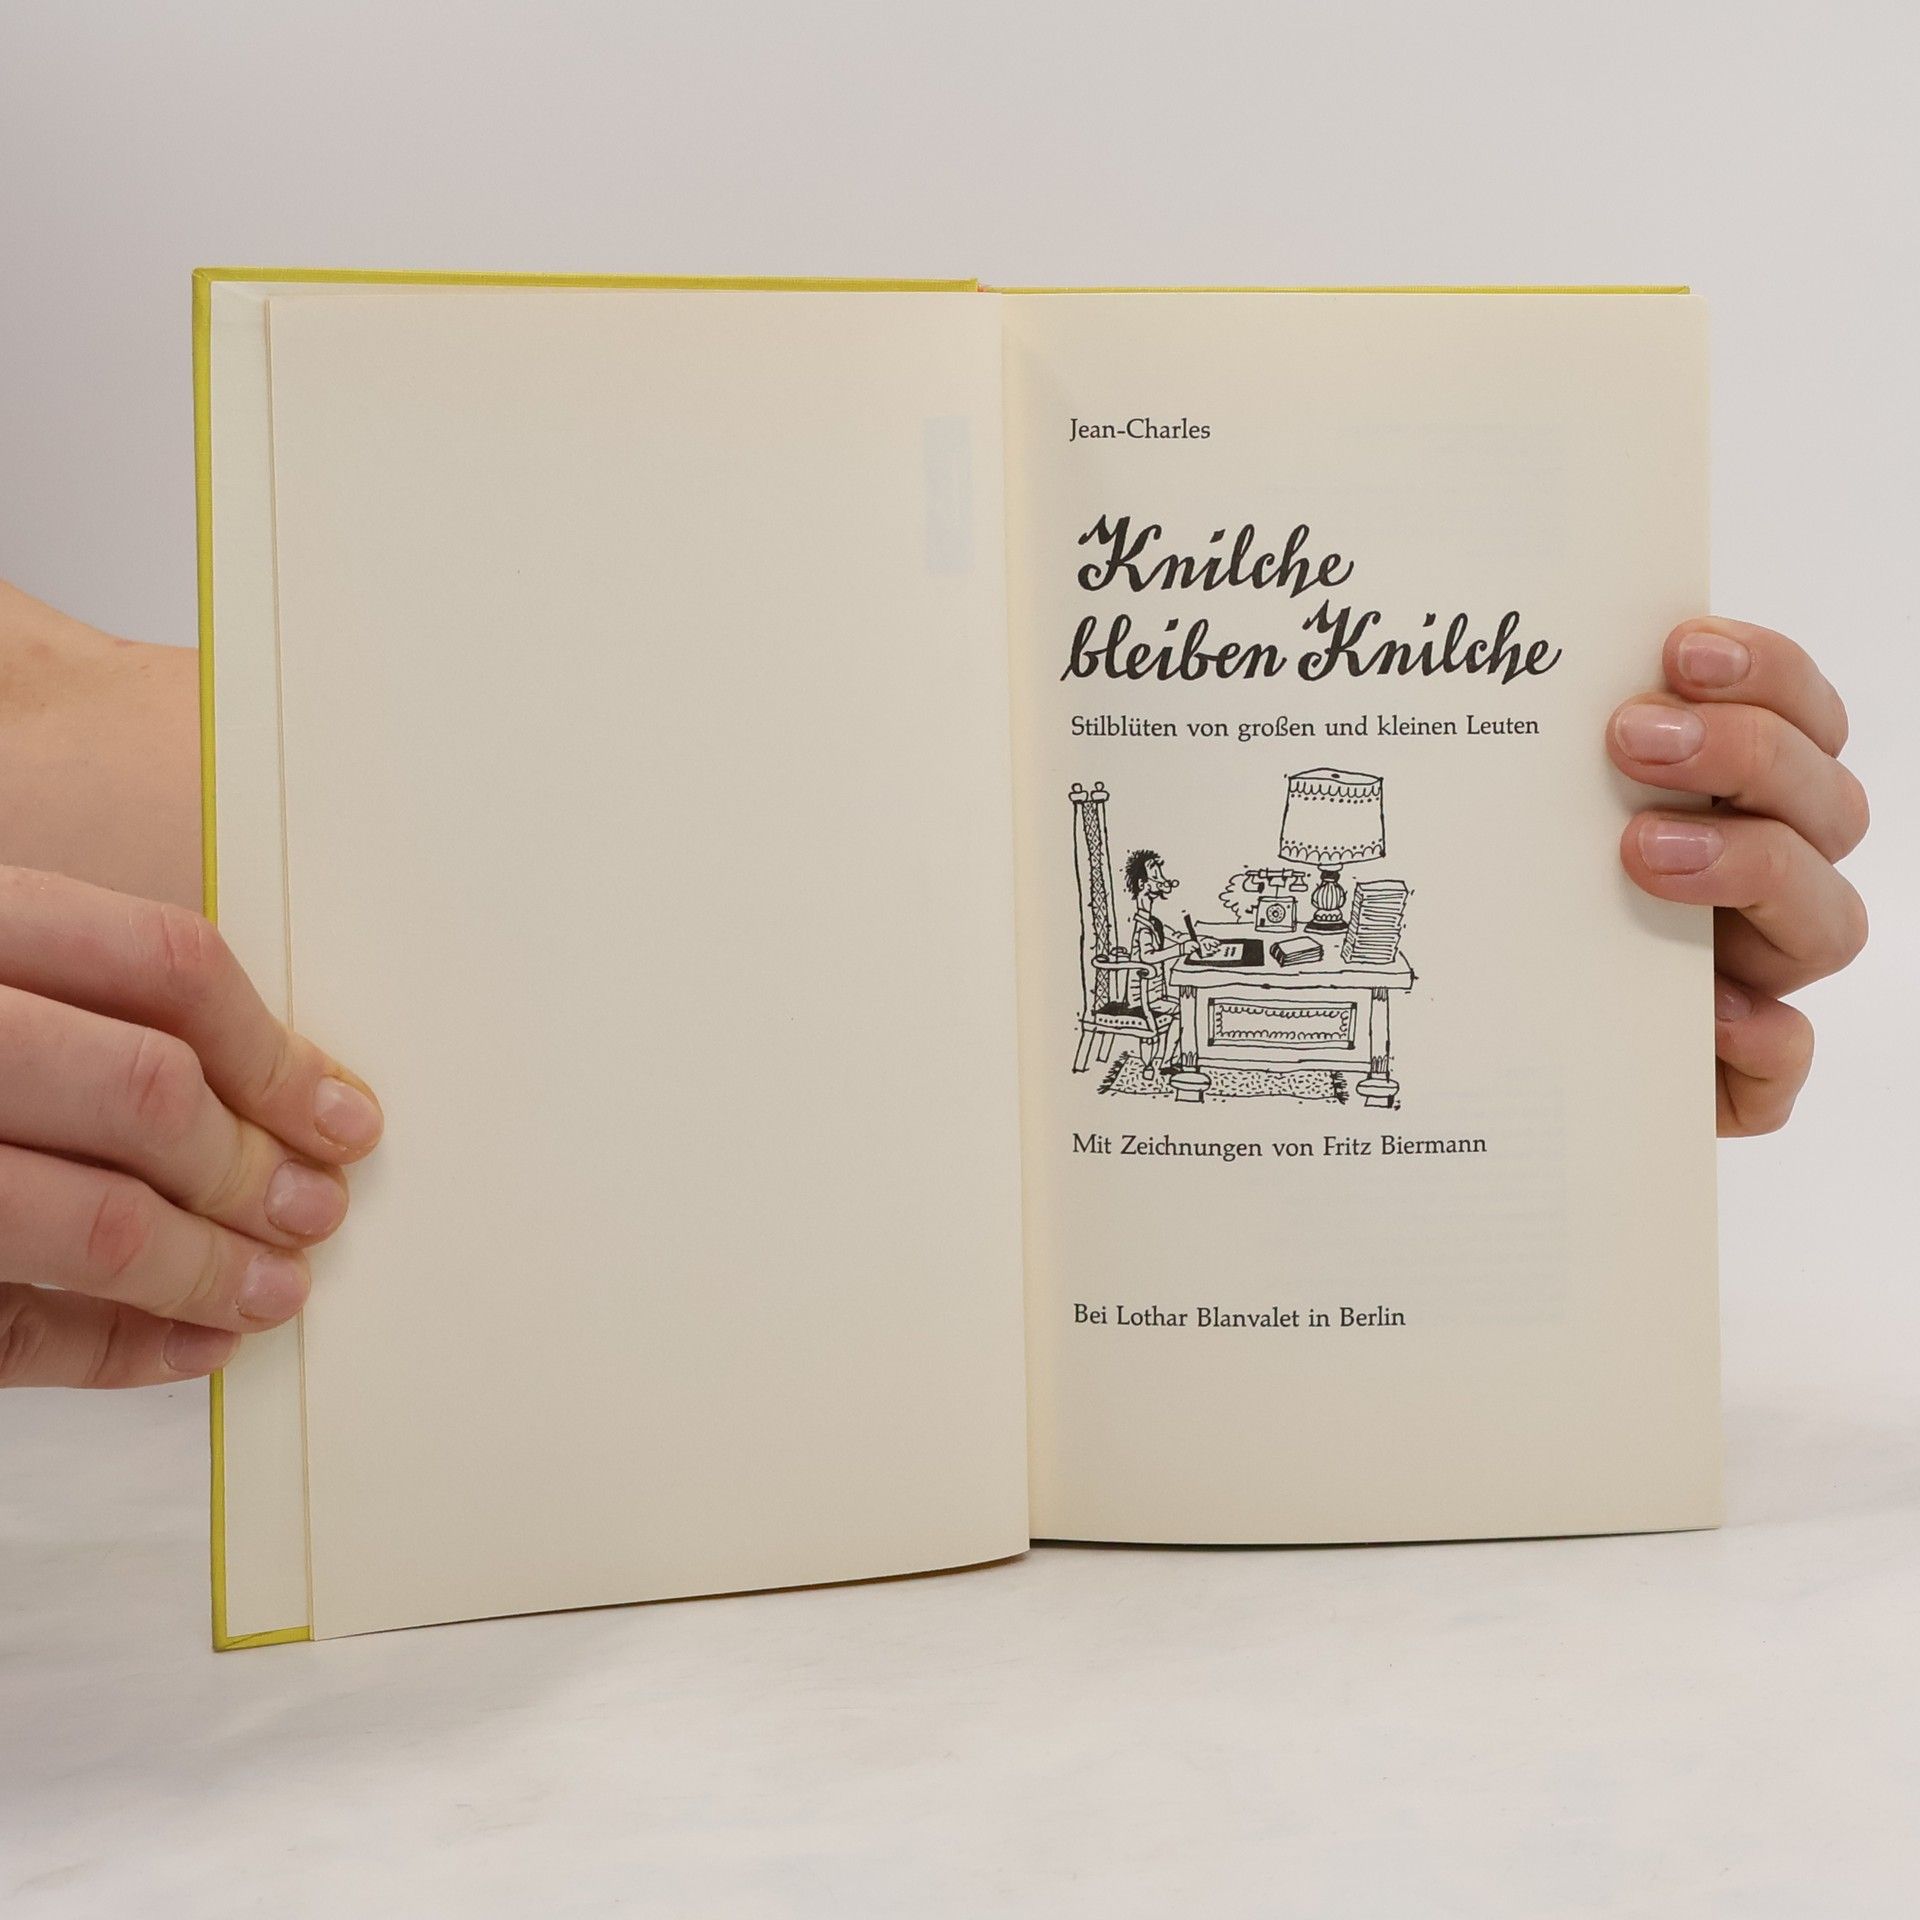 Jean-Charles
Knilche
bleiben Knilche
Stilblüten von großen und kleinen Leuten
Mit Zeichnungen von Fritz Biermann
Bei Lothar Blanvalet in Berlin